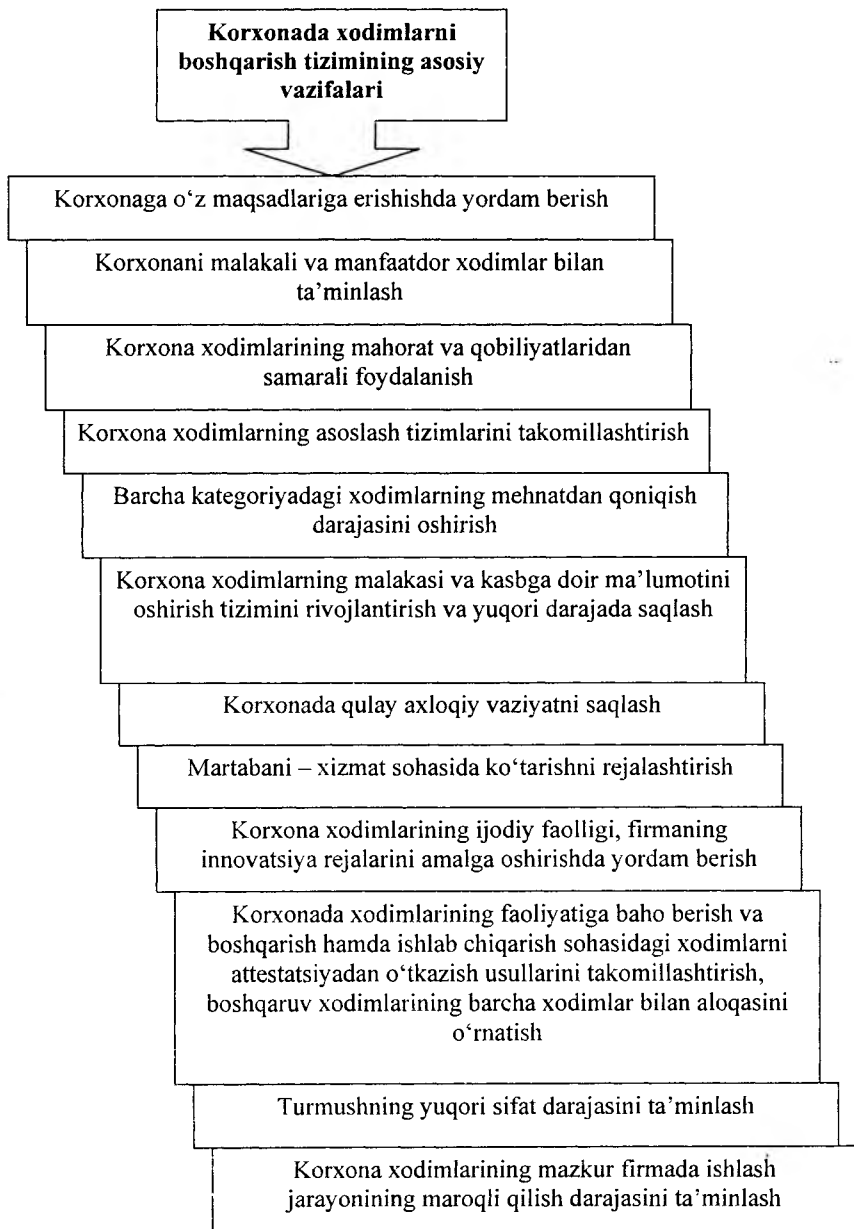 Korxonada xodimlarni
boshqarish tizimining asosiy
vazifalari
Korxonaga o‘z maqsadlariga erishishda yordam berish
Korxonani malakali va manfaatdor xodimlar bilan
ta’minlash
Korxona xodimlarining mahorat va qobiliyatlaridan
samarali foydalanish
Korxona xodimlarning asoslash tizimlarini takomillashtirish
Barcha kategoriyadagi xodimlarning mehnatdan qoniqish
darajasini oshirish
Korxona xodimlarning malakasi va kasbga doir ma’lumotini
oshirish tizimini rivojlantirish va yuqori darajada saqlash
Korxonada qulay axloqiy vaziyatni saqlash
Martabani – xizmat sohasida ko‘tarishni rejalashtirish
Korxona xodimlarining ijodiy faolligi, firmaning
innovatsiya rejalarini amalga oshirishda yordam berish
Korxonada xodimlarining faoliyatiga baho berish va
boshqarish hamda ishlab chiqarish sohasidagi xodimlarni
attestatsiyadan o‘tkazish usullarini takomillashtirish,
boshqaruv xodimlarining barcha xodimlar bilan aloqasini
o‘rnatish
Turmushning yuqori sifat darajasini ta’minlash
Korxona xodimlarining mazkur firmada ishlash
jarayonining maroqli qilish darajasini ta’minlash